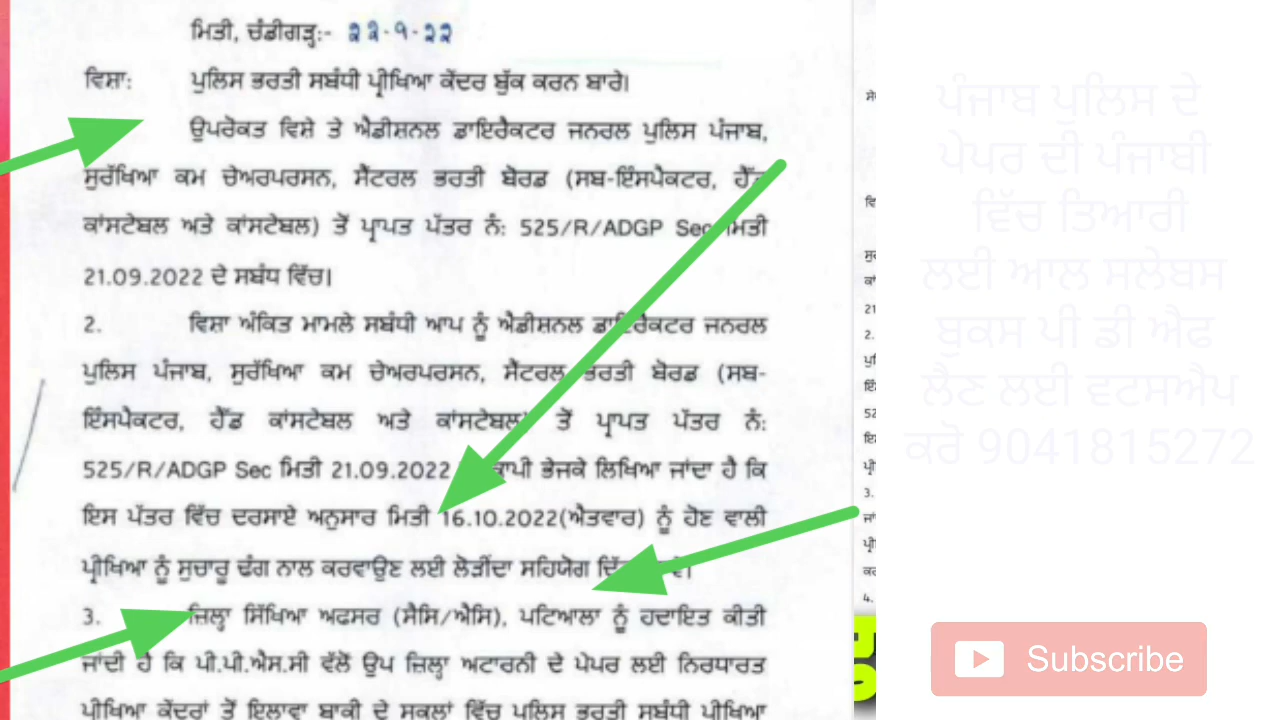 ਮਿਤੀ, ਚੰਡੀਗੜ੍ਹ:- 22-9-22
ਵਿਸ਼ਾ: ਪੁਲਿਸ ਭਰਤੀ ਸਬੰਧੀ ਪ੍ਰੀਖਿਆ ਕੇਂਦਰ ਬੁੱਕ ਕਰਨ ਬਾਰੇ।
ਉਪਰੋਕਤ ਵਿਸ਼ੇ ਤੇ ਐਡੀਸ਼ਨਲ ਡਾਇਰੈਕਟਰ ਜਨਰਲ ਪੁਲਿਸ ਪੰਜਾਬ,
ਸੁਰੱਖਿਆ ਕਮ ਚੇਅਰਪਰਸਨ, ਸੈਂਟਰਲ ਭਰਤੀ ਬੋਰਡ (ਸਬ-ਇੰਸਪੈਕਟਰ, ਹੈੱਡ
ਕਾਂਸਟੇਬਲ ਅਤੇ ਕਾਂਸਟੇਬਲ) ਤੋਂ ਪ੍ਰਾਪਤ ਪੱਤਰ ਨੰ: 525/R/ADGP Sec ਮਿਤੀ
21.09.2022 ਦੇ ਸਬੰਧ ਵਿੱਚ।
2. ਵਿਸ਼ਾ ਅੰਕਿਤ ਮਾਮਲੇ ਸਬੰਧੀ ਆਪ ਨੂੰ ਐਡੀਸ਼ਨਲ ਡਾਇਰੈਕਟਰ ਜਨਰਲ
ਪੁਲਿਸ ਪੰਜਾਬ, ਸੁਰੱਖਿਆ ਕਮ ਚੇਅਰਪਰਸਨ, ਸੈਂਟਰਲ ਭਰਤੀ ਬੋਰਡ (ਸਬ-
ਇੰਸਪੈਕਟਰ, ਹੈੱਡ ਕਾਂਸਟੇਬਲ ਅਤੇ ਕਾਂਸਟੇਬਲ) ਤੋਂ ਪ੍ਰਾਪਤ ਪੱਤਰ ਨੰ:
525/R/ADGP Sec ਮਿਤੀ 21.09.2022 ਕਾਪੀ ਭੇਜਕੇ ਲਿਖਿਆ ਜਾਂਦਾ ਹੈ ਕਿ
ਇਸ ਪੱਤਰ ਵਿੱਚ ਦਰਸਾਏ ਅਨੁਸਾਰ ਮਿਤੀ 16.10.2022(ਐਤਵਾਰ) ਨੂੰ ਹੋਣ ਵਾਲੀ
ਪ੍ਰੀਖਿਆ ਨੂੰ ਸੁਚਾਰੂ ਢੰਗ ਨਾਲ ਕਰਵਾਉਣ ਲਈ ਲੋੜੀਂਦਾ ਸਹਿਯੋਗ
3. ਜ਼ਿਲ੍ਹਾ ਸਿੱਖਿਆ ਅਫਸਰ (ਸੈਸਿ/ਐਸਿ), ਪਟਿਆਲਾ ਨੂੰ ਹਦਾਇਤ ਕੀਤੀ
ਜਾਂਦੀ ਹੈ ਕਿ ਪੀ.ਪੀ.ਐਸ.ਸੀ ਵੱਲੋਂ ਉਪ ਜ਼ਿਲ੍ਹਾ ਅਟਾਰਨੀ ਦੇ ਪੇਪਰ ਲਈ ਨਿਰਧਾਰਤ
ਪ੍ਰੀਖਿਆ ਕੇਂਦਰਾਂ ਤੋਂ ਇਲਾਵਾ ਬਾਕੀ ਦੇ ਸਕੂਲਾਂ ਵਿੱਚ ਪੁਲਿਸ ਭਰਤੀ ਸਬੰਧੀ ਪ੍ਰੀਖਿਆ
ਪੰਜਾਬ ਪੁਲਿਸ ਦੇ
ਪੇਪਰ ਦੀ ਪੰਜਾਬੀ
ਵਿੱਚ ਤਿਆਰੀ
ਲਈ ਆਲ ਸਲੇਬਸ
ਬੁਕਸ ਪੀ ਡੀ ਐਫ
ਲੈਣ ਲਈ ਵਟਸਐਪ
ਕਰੋ 9041815272
Subscribe